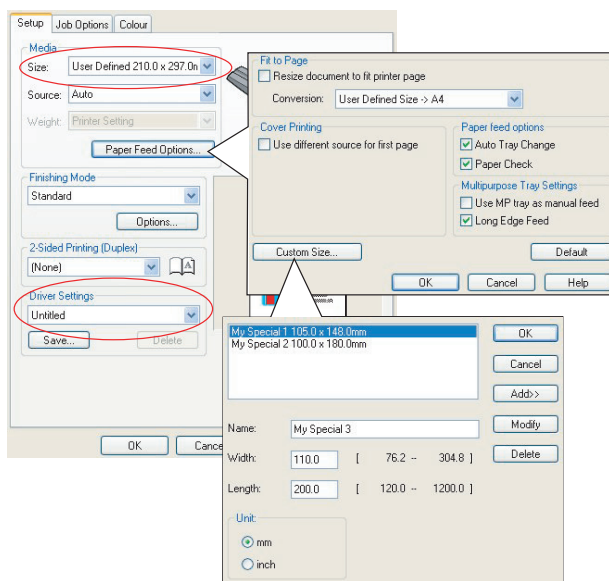 Setup Job Options Colour
Media
Size: User Defined 210.0 x 297.0n
Source: Auto
Weight: Printer Setting
Paper Feed Options...
Finishing Mode
Standard
Options...
2-Sided Printing (Duplex)
(None)
A
Driver Settings
Untitled
Save... Delete
OK Cance
Fit to Page
Resize document to fit printer page
Conversion: User Defined Size -> A4
Cover Printing
Use different source for first page
Paper feed options
Auto Tray Change
Paper Check
Multipurpose Tray Settings
Use MP tray as manual feed
Long Edge Feed
Custom Size... Default
OK Cancel Help
My Special 1 105.0 x 148.0mm
My Special 2 100.0 x 180.0mm
OK
Cancel
Add>>
Modify
Delete
Name: My Special 3
Width: 110.0 [ 76.2 -- 304.8 ]
Length: 200.0 [ 120.0 -- 1200.0 ]
Unit:
mm
inch